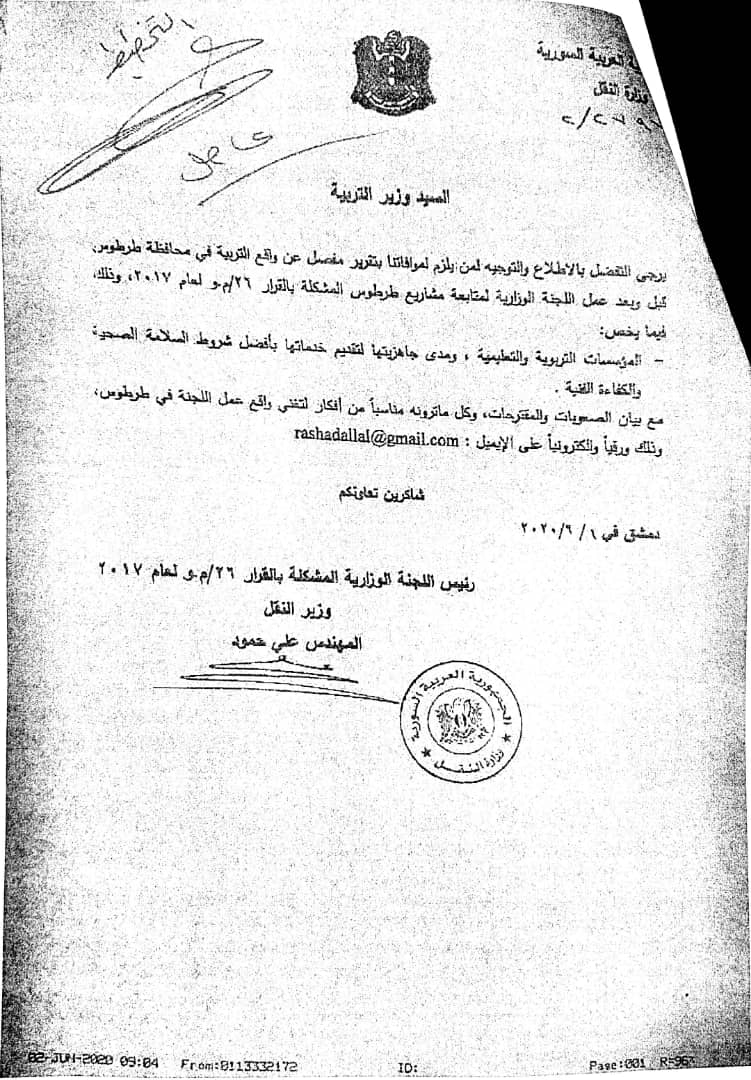 التخطيط
عاجل
ة العربية السورية
وزارة النقل
السيد وزير التربية
يرجى التفضل بالاطلاع والتوجيه لمن يلزم لموافاتنا بتقرير مفصل عن واقع التربية في محافظة طرطوس،
قبل وبعد عمل اللجنة الوزارية لمتابعة مشاريع طرطوس المشكلة بالقرار ٢٦/م.و لعام ٢٠١٧، وذلك
فيما يخص:
– المؤسسات التربوية والتعليمية ، ومدى جاهزيتها لتقديم خدماتها بأفضل شروط السلامة الصحية
والكفاءة الفنية .
مع بيان الصعوبات والمقترحات، وكل ماترونه مناسباً من أفكار لتغني واقع عمل اللجنة في طرطوس،
وذلك ورقياً والكترونياً على الإيميل : rashadallal@gmail.com
شاكرين تعاونكم
دمشق في ١ /٦/ ٢٠٢٠
رئيس اللجنة الوزارية المشكلة بالقرار ٢٦/م.و لعام ٢٠١٧
وزير النقل
المهندس علي حمود
الجمهورية العربية السورية
وزارة النقل
02-JUN-2020 09:04 From:0113332172 ID: Page:001 R=96%